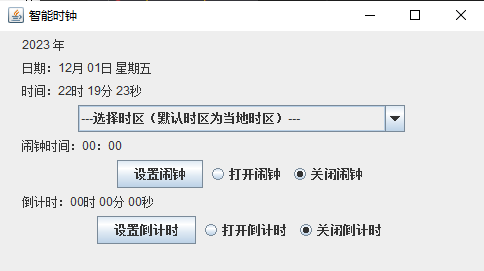 智能时钟
2023 年
日期：12月 01日 星期五
时间：22时 19分 23秒
---选择时区（默认时区为当地时区）---
闹钟时间：00：00
设置闹钟 打开闹钟 关闭闹钟
倒计时：00时 00分 00秒
设置倒计时 打开倒计时 关闭倒计时